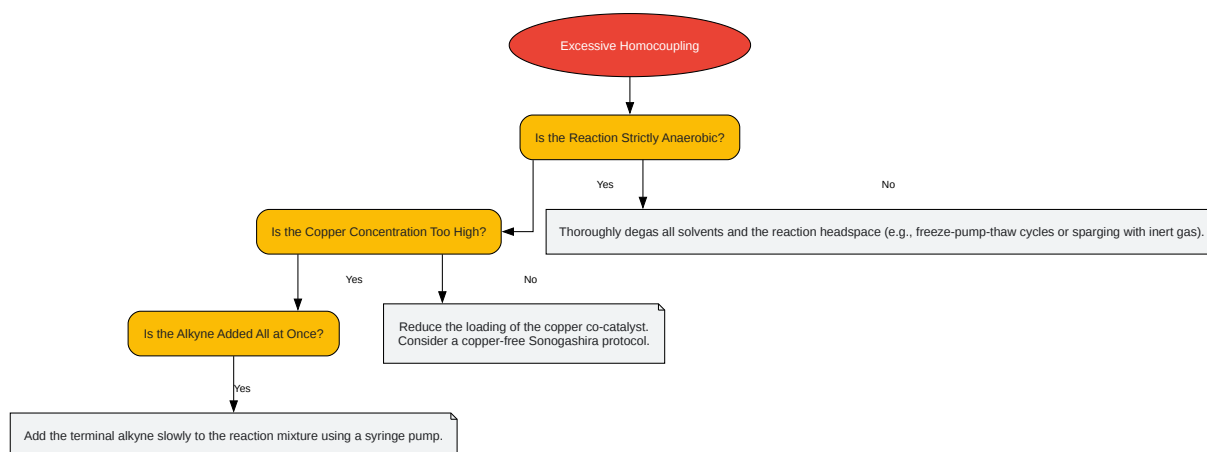 Excessive Homocoupling
Is the Reaction Strictly Anaerobic?
Yes
No
Is the Copper Concentration Too High?
Thoroughly degas all solvents and the reaction headspace (e.g., freeze-pump-thaw cycles or sparging with inert gas).
Yes
No
Is the Alkyne Added All at Once?
Reduce the loading of the copper co-catalyst.
Consider a copper-free Sonogashira protocol.
Yes
Add the terminal alkyne slowly to the reaction mixture using a syringe pump.